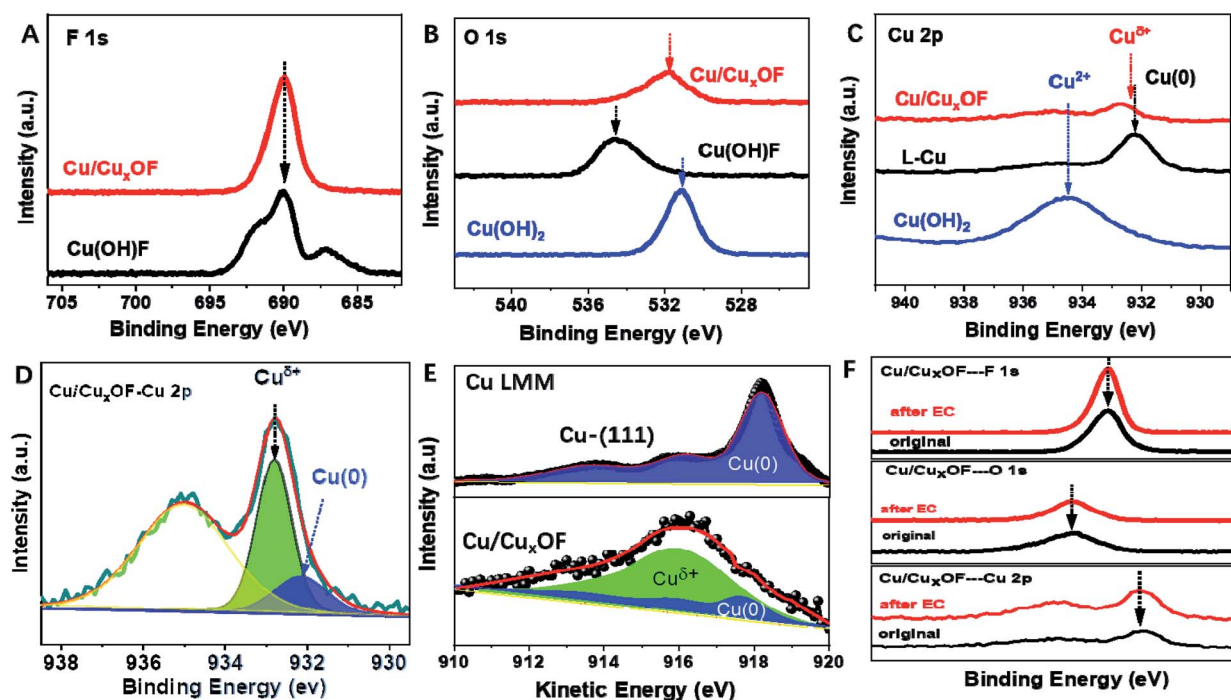 A
F 1s
Cu/CuxOF
Cu(OH)F
Intensity (a.u.)
705 700 695 690 685
Binding Energy (eV)
B
O 1s
Cu/CuxOF
Cu(OH)F
Cu(OH)2
Intensity (a.u.)
540 537 534 531 528
Binding Energy (eV)
C
Cu 2p
Cuδ+
Cu2+
Cu(0)
Cu/CuxOF
L-Cu
Cu(OH)2
Intensity (a.u.)
940 938 936 934 932 930
Binding Energy (ev)
D
Cu/CuxOF-Cu 2p
Cuδ+
Cu(0)
Intensity (a.u.)
938 936 934 932 930
Binding Energy (ev)
E
Cu LMM
Cu-(111)
Cu(0)
Cu/CuxOF
Cuδ+
Cu(0)
Intensity (a.u)
910 912 914 916 918 920
Kinetic Energy (eV)
F
Cu/CuxOF---F 1s
after EC
original
Cu/CuxOF---O 1s
after EC
original
Cu/CuxOF---Cu 2p
after EC
original
Intensity (a.u.)
Binding Energy (eV)